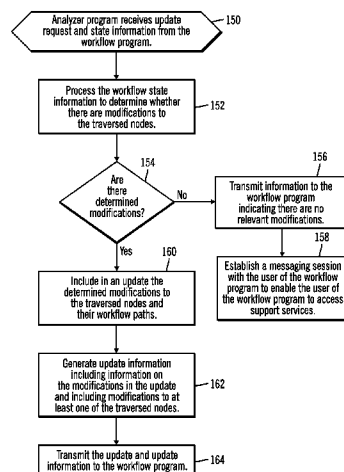 Analyzer program receives update
request and state information from the
workflow program.
150
Process the workflow state
information to determine whether
there are modifications to
the traversed nodes.
152
154
Are
there
determined
modifications?
No
Yes
156
Transmit information to
the workflow program
indicating there are no
relevant modifications.
158
Establish a messaging session
with the user of the workflow
program to enable the user of
the workflow program to access
support services.
160
Include in an update the
determined modifications to
the traversed nodes and
their workflow paths.
Generate update information
including information on
the modifications in the update
and including modifications to at
least one of the traversed nodes.
162
Transmit the update and update
information to the workflow program.
164